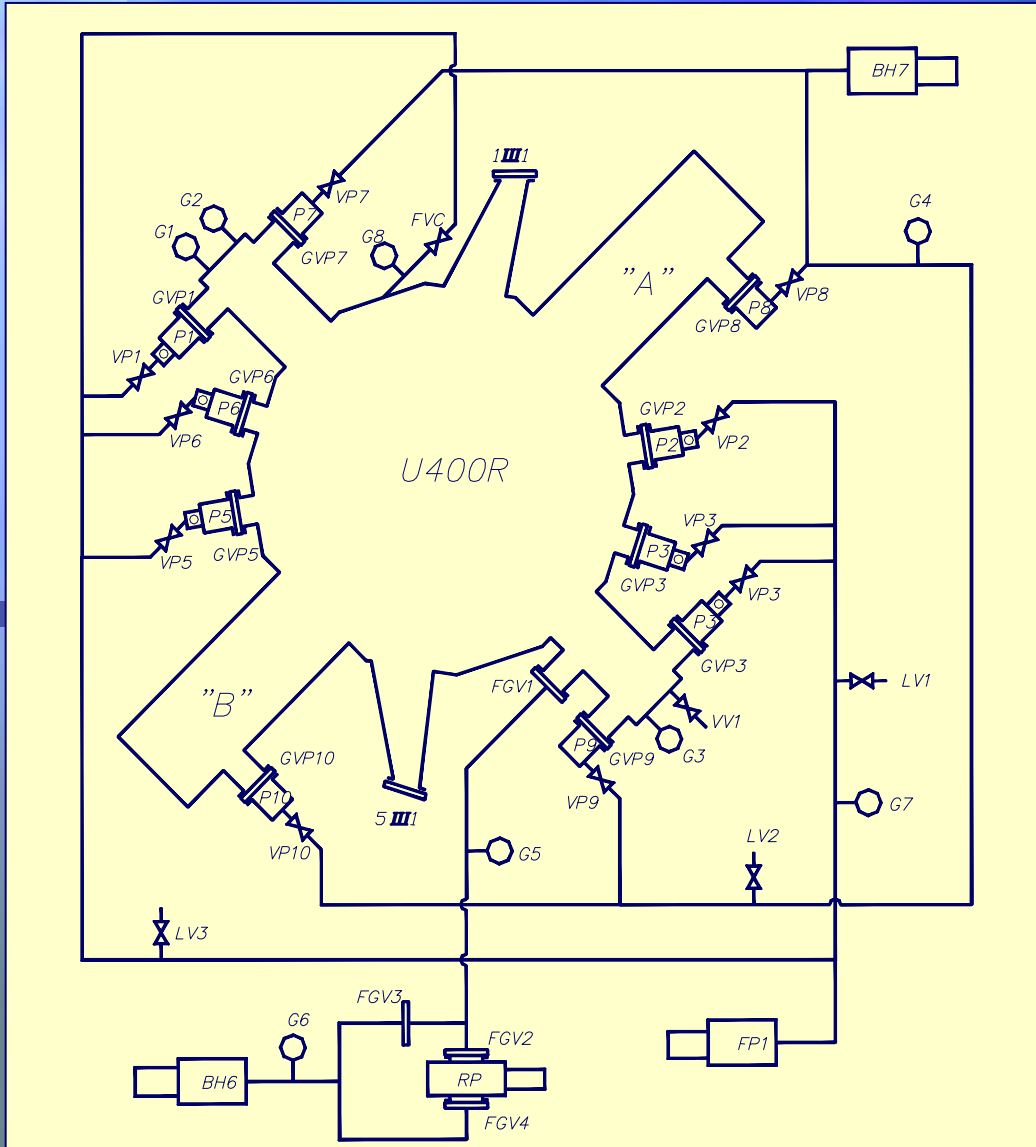 BH7
1Ш1
G2
VP7
G4
P7
FVC
G1
G8
GVP7
"A"
VP8
GVP1
P8
GVP8
P1
VP1
GVP6
GVP2
P6
VP6
P2
VP2
U400R
P5
VP3
P3
VP5
GVP5
GVP3
VP3
P3
GVP3
FGV1
LV1
"B"
VV1
P9
GVP9
G3
GVP10
VP9
P10
G7
5Ш1
LV2
VP10
G5
LV3
FGV3
G6
FGV2
FP1
BH6
RP
FGV4